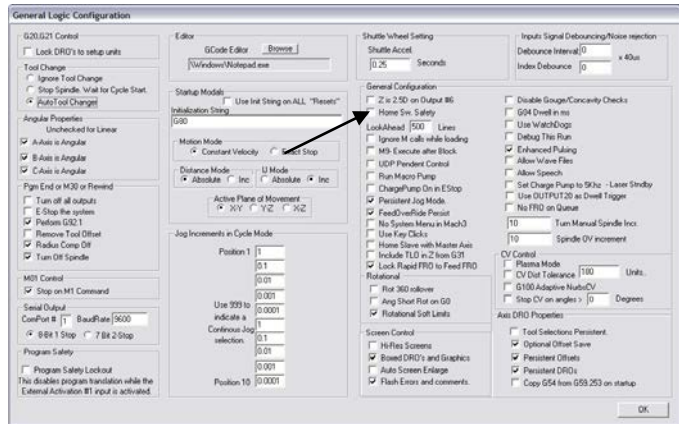 General Logic Configuration
G20,G21 Control
Lock DRO's to setup units
Tool Change
Ignore Tool Change
Stop Spindle. Wait for Cycle Start.
Auto Tool Changer
Angular Properties
Unchecked for Linear
A-Axis is Angular
B-Axis is Angular
C-Axis is Angular
Pgm End or M30 or Rewind
Turn off all outputs
E-Stop the system
Perform G92.1
Remove Tool Offset
Radius Comp Off
Turn Off Spindle
M01 Control
Stop on M1 Command
Serial Output
ComPort # 1 BaudRate 9600
8-Bit 1 Stop 7 Bit 2-Stop
Program Safety
Program Safety Lockout
This disables program translation while the
External Activation #1 input is activated.
Editor
GCode Editor Browse
\Windows\Notepad.exe
Startup Modals
Use Init String on ALL "Resets"
Initialization String
G80
Motion Mode
Constant Velocity Exact Stop
Distance Mode
Absolute Inc
IJ Mode
Absolute Inc
Active Plane of Movement
X-Y Y-Z X-Z
Jog Increments in Cycle Mode
Position 1 1
0.1
0.01
0.001
Use 999 to
indicate a
Continous Jog
selection.
0.0001
1
0.1
0.01
0.001
Position 10 0.0001
Shuttle Wheel Setting
Shuttle Accel.
0.25 Seconds
General Configuration
Z is 2.5D on Output #6
Home Sw. Safety
LookAhead 500 Lines
Ignore M calls while loading
M9- Execute after Block.
UDP Pendent Control
Run Macro Pump
ChargePump On in EStop
Persistent Jog Mode.
FeedOverRide Persist
No System Menu in Mach3
Use Key Clicks
Home Slave with Master Axis
Include TLO in Z from G31
Lock Rapid FRO to Feed FRO
Rotational
Rot 360 rollover
Ang Short Rot on G0
Rotational Soft Limits
Screen Control
Hi-Res Screens
Boxed DRO's and Graphics
Auto Screen Enlarge
Flash Errors and comments.
Inputs Signal Debouncing/Noise rejection
Debounce Interval: 0
x 40us
Index Debounce 0
Disable Gouge/Concavity Checks
G04 Dwell in ms
Use WatchDogs
Debug This Run
Enhanced Pulsing
Allow Wave Files
Allow Speech
Set Charge Pump to 5Khz - Laser Stndby
Use OUTPUT20 as Dwell Trigger
No FRO on Queue
10 Turn Manual Spindle Incr.
10 Spindle OV increment
CV Control
Plasma Mode
CV Dist Tolerance 180 Units..
G100 Adaptive NurbsCV
Stop CV on angles > 0 Degrees
Axis DRO Properties
Tool Selections Persistent.
Optional Offset Save
Persistent Offsets
Persistent DROs
Copy G54 from G59.253 on startup
OK